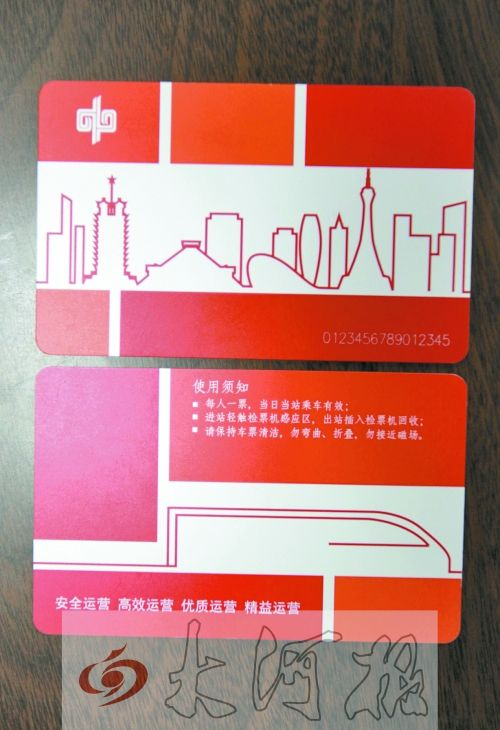 0123456789012345
使用须知
■ 每人一票，当日当站乘车有效；
■ 进站轻触检票机感应区，出站插入检票机回收；
■ 请保持车票清洁，勿弯曲、折叠，勿接近磁场。
安全运营 高效运营 优质运营 精益运营
大河报